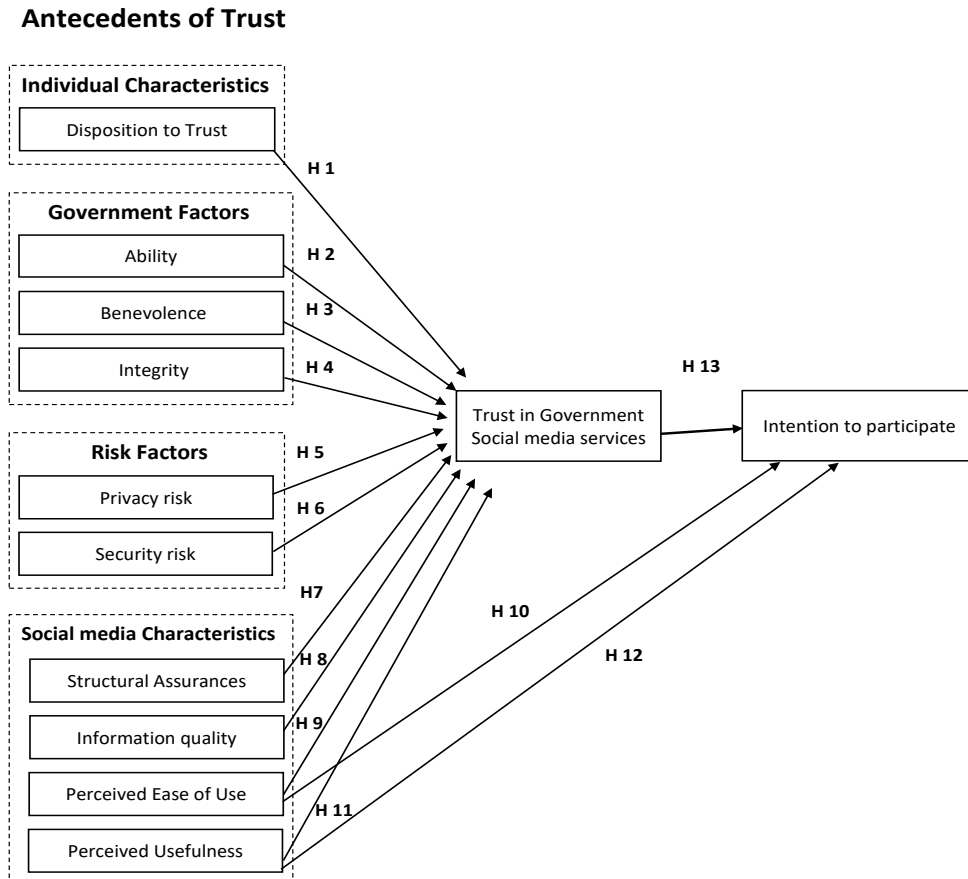 Antecedents of Trust
Individual Characteristics
Disposition to Trust
H 1
Government Factors
Ability
H 2
Benevolence
H 3
Integrity
H 4
H 13
Trust in Government
Social media services
Intention to participate
Risk Factors
H 5
Privacy risk
H 6
Security risk
H7
Social media Characteristics
H 10
H 8
H 12
Structural Assurances
H 9
Information quality
Perceived Ease of Use
H 11
Perceived Usefulness